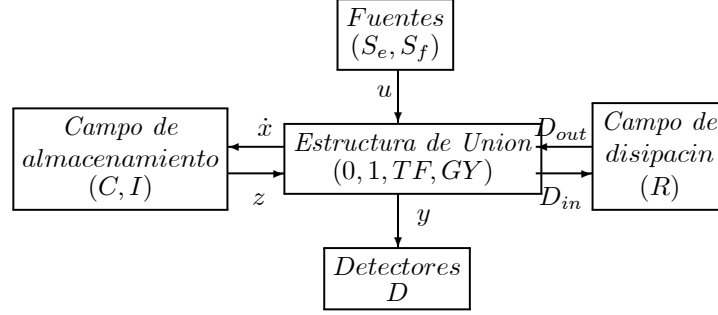 Fuentes
(S_e, S_f)
u
Campo de
almacenamiento
(C, I)
ẋ
z
Estructura de Union
(0, 1, TF, GY)
D_out
D_in
Campo de
disipacin
(R)
y
Detectores
D